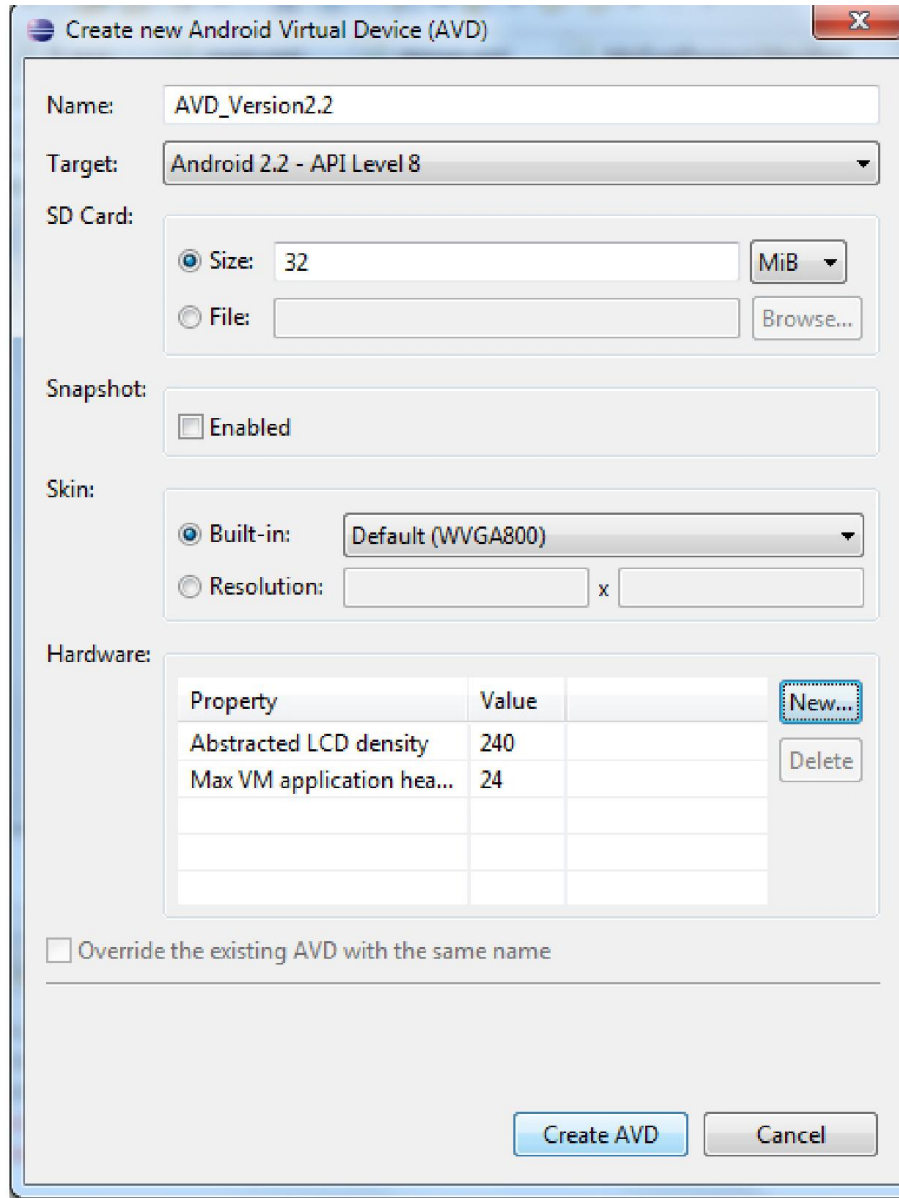 Create new Android Virtual Device (AVD)
Name: AVD_Version2.2
Target: Android 2.2 - API Level 8
SD Card:
Size: 32 MiB
File: Browse...
Snapshot:
Enabled
Skin:
Built-in: Default (WVGA800)
Resolution: x
Hardware:
Property Value New...
Abstracted LCD density 240 Delete
Max VM application hea... 24
Override the existing AVD with the same name
Create AVD Cancel